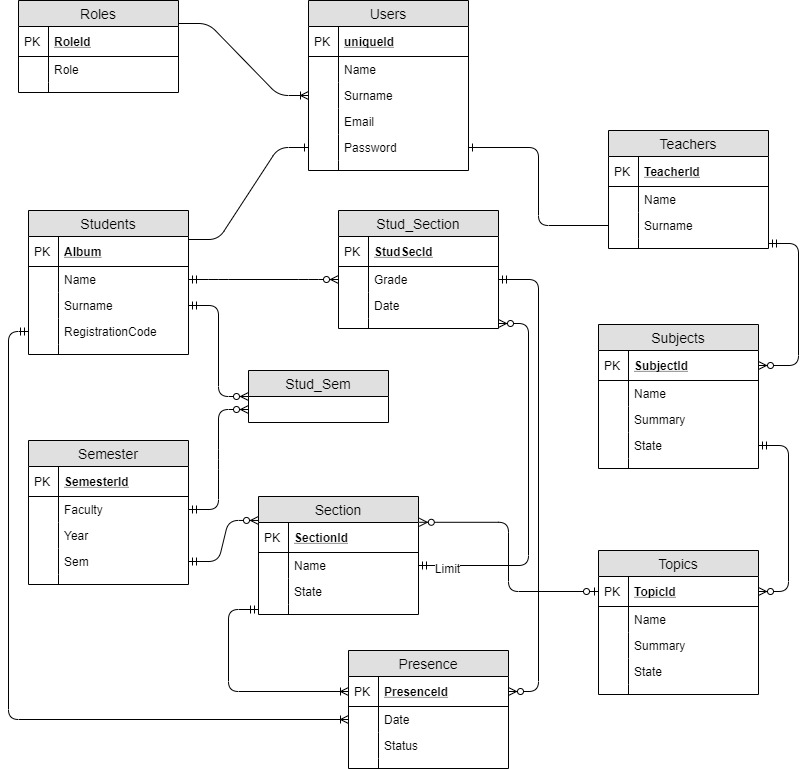 Roles
PK RoleId
Role
Users
PK uniqueId
Name
Surname
Email
Password
Teachers
PK TeacherId
Name
Surname
Students
PK Album
Name
Surname
RegistrationCode
Stud_Section
PK StudSecId
Grade
Date
Subjects
PK SubjectId
Name
Summary
State
Stud_Sem
Semester
PK SemesterId
Faculty
Year
Sem
Section
PK SectionId
Name
State
Limit
Topics
PK TopicId
Name
Summary
State
Presence
PK PresenceId
Date
Status